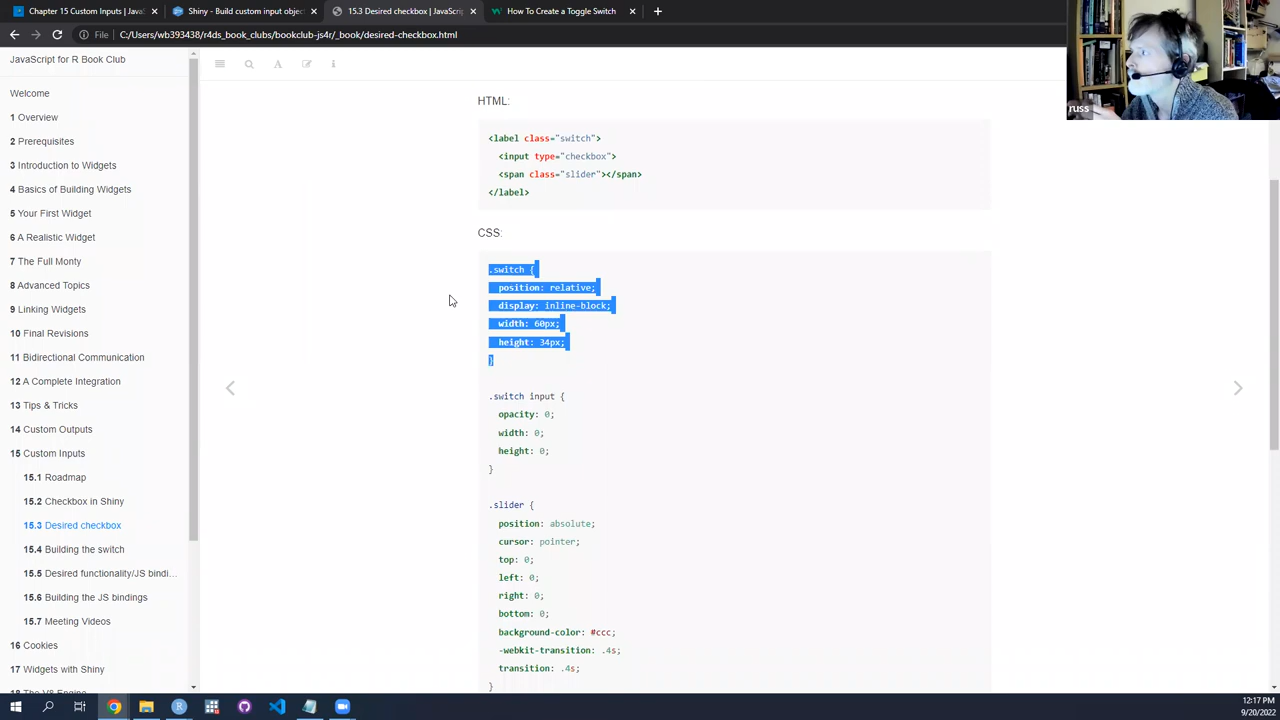 Chapter 15 Custom Inputs | Java
Shiny - Build custom input objec
15.3 Desired checkbox | JavaScri
How To Create a Toggle Switch
File
C:/Users/wb393438/r4ds_book_clubs/bookclub-js4r/_book/desired-checkbox.html
russ
JavaScript for R Book Club
Welcome
1 Overview
2 Prerequisites
3 Introduction to Widgets
4 Basics of Building Widgets
5 Your First Widget
6 A Realistic Widget
7 The Full Monty
8 Advanced Topics
9 Linking Widgets
10 Final Revisions
11 Bidirectional Communication
12 A Complete Integration
13 Tips & Tricks
14 Custom Outputs
15 Custom Inputs
15.1 Roadmap
15.2 Checkbox in Shiny
15.3 Desired checkbox
15.4 Building the switch
15.5 Desired functionality/JS bindi...
15.6 Building the JS bindings
15.7 Meeting Videos
16 Cookies
17 Widgets with Shiny
18 The V8 Engine
HTML:
<label class="switch">
<input type="checkbox">
<span class="slider"></span>
</label>
CSS:
.switch {
position: relative;
display: inline-block;
width: 60px;
height: 34px;
}
.switch input {
opacity: 0;
width: 0;
height: 0;
}
.slider {
position: absolute;
cursor: pointer;
top: 0;
left: 0;
right: 0;
bottom: 0;
background-color: #ccc;
-webkit-transition: .4s;
transition: .4s;
}
12:17 PM
9/20/2022